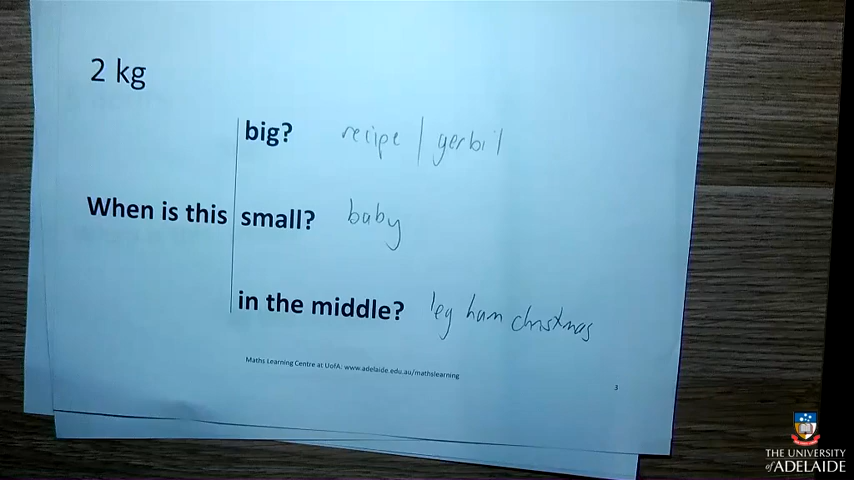 2 kg
big? recipe | gerbil
When is this small? baby
in the middle? leg ham christmas
Maths Learning Centre at UofA: www.adelaide.edu.au/mathslearning
3
THE UNIVERSITY
of ADELAIDE